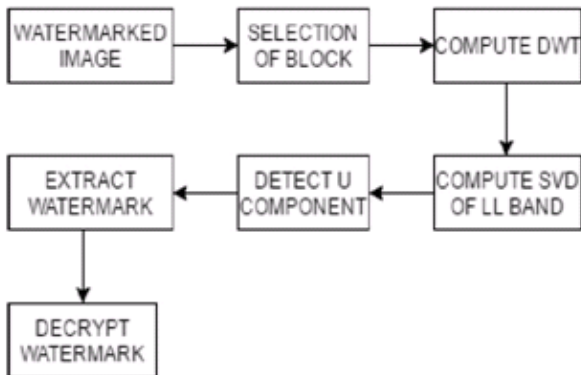 WATERMARKED
IMAGE
SELECTION
OF BLOCK
COMPUTE DWT
COMPUTE SVD
OF LL BAND
DETECT U
COMPONENT
EXTRACT
WATERMARK
DECRYPT
WATERMARK